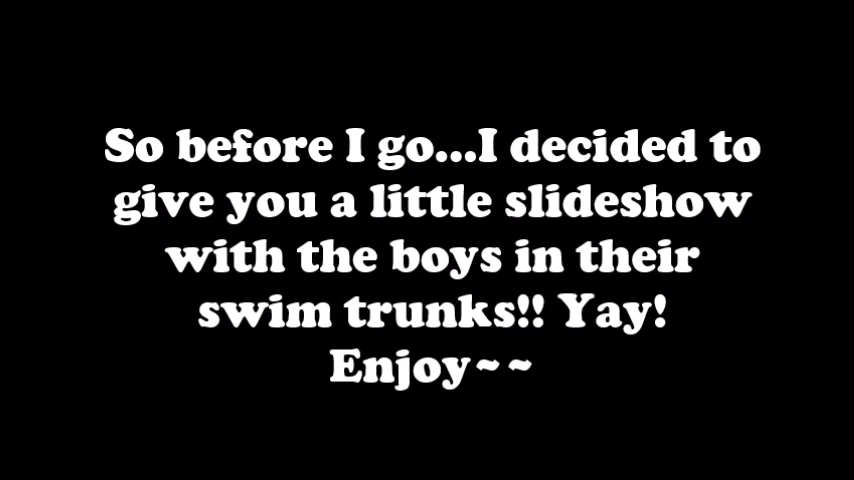 So before I go...I decided to
give you a little slideshow
with the boys in their
swim trunks!! Yay!
Enjoy~~